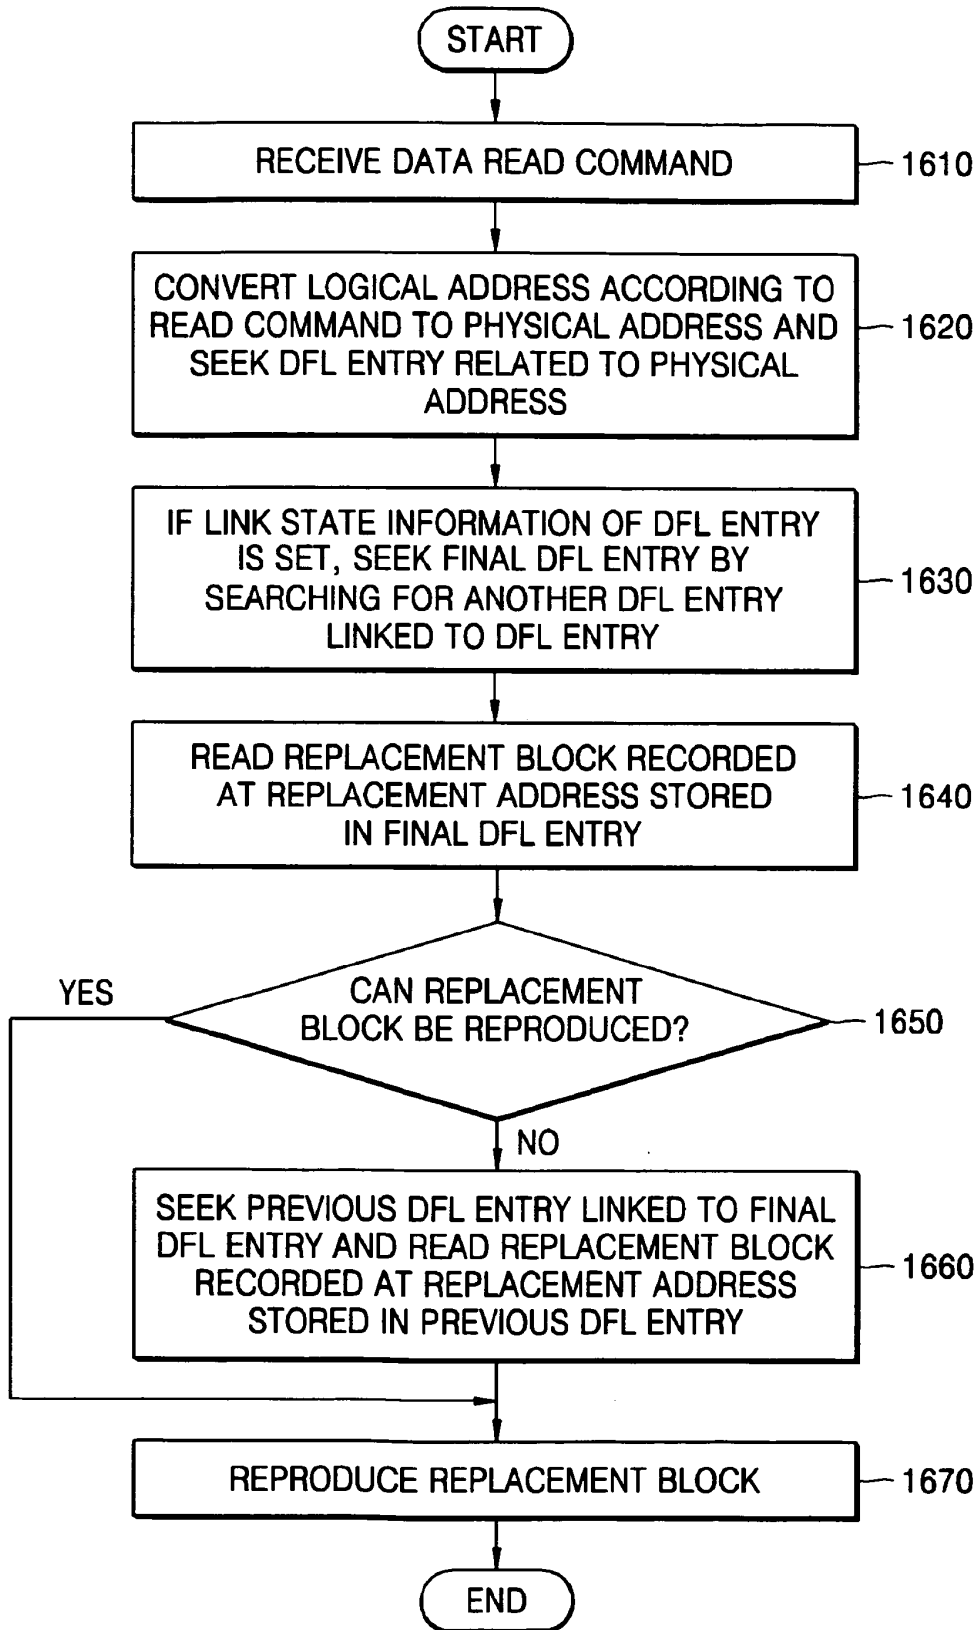 START
RECEIVE DATA READ COMMAND
1610
CONVERT LOGICAL ADDRESS ACCORDING TO
READ COMMAND TO PHYSICAL ADDRESS AND
SEEK DFL ENTRY RELATED TO PHYSICAL
ADDRESS
1620
IF LINK STATE INFORMATION OF DFL ENTRY
IS SET, SEEK FINAL DFL ENTRY BY
SEARCHING FOR ANOTHER DFL ENTRY
LINKED TO DFL ENTRY
1630
READ REPLACEMENT BLOCK RECORDED
AT REPLACEMENT ADDRESS STORED
IN FINAL DFL ENTRY
1640
YES
CAN REPLACEMENT
BLOCK BE REPRODUCED?
1650
NO
SEEK PREVIOUS DFL ENTRY LINKED TO FINAL
DFL ENTRY AND READ REPLACEMENT BLOCK
RECORDED AT REPLACEMENT ADDRESS
STORED IN PREVIOUS DFL ENTRY
1660
REPRODUCE REPLACEMENT BLOCK
1670
END